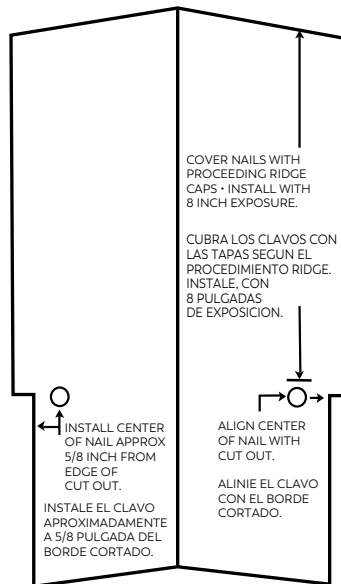 COVER NAILS WITH
PROCEEDING RIDGE
CAPS • INSTALL WITH
8 INCH EXPOSURE.
CUBRA LOS CLAVOS CON
LAS TAPAS SEGUN EL
PROCEDIMIENTO RIDGE.
INSTALE, CON
8 PULGADAS
DE EXPOSICION.
INSTALL CENTER
OF NAIL APPROX
5/8 INCH FROM
EDGE OF
CUT OUT.
INSTALE EL CLAVO
APROXIMADAMENTE
A 5/8 PULGADA DEL
BORDE CORTADO.
ALIGN CENTER
OF NAIL WITH
CUT OUT.
ALINIE EL CLAVO
CON EL BORDE
CORTADO.